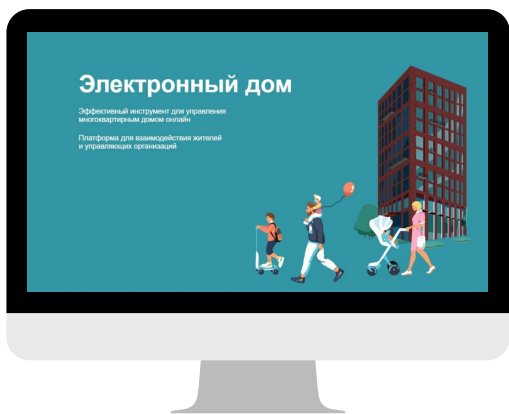 Электронный дом
Эффективный инструмент для управления
многоквартирным домом онлайн
Платформа для взаимодействия жителей
и управляющих организаций